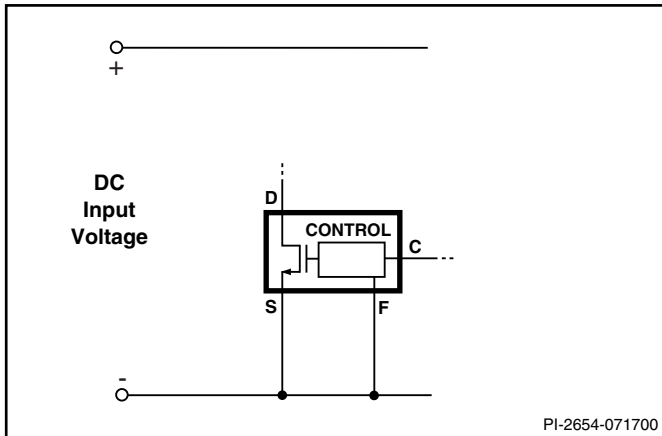 +
DC
Input
Voltage
D
CONTROL
C
S
F
-
PI-2654-071700